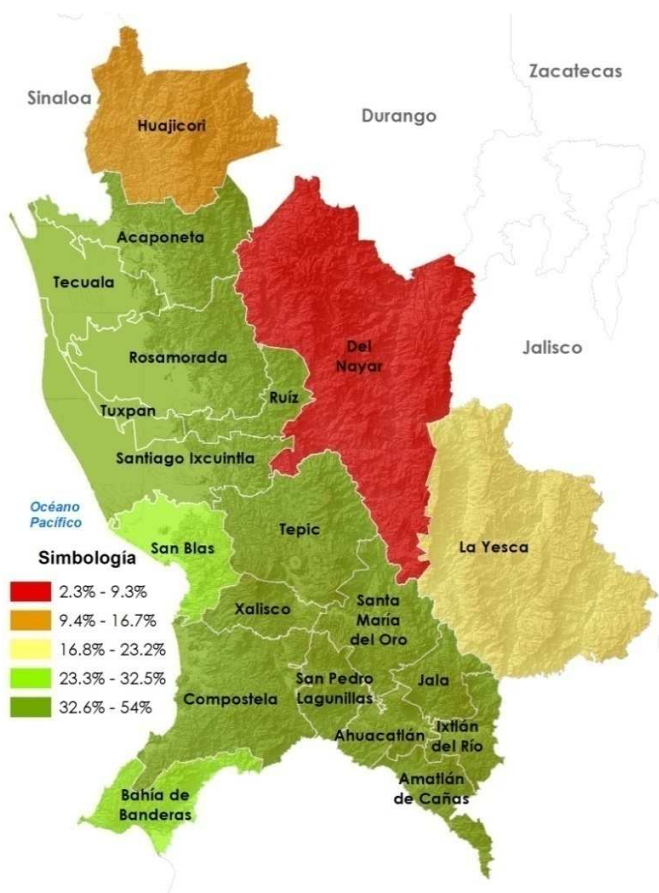 Zacatecas
Sinaloa
Durango
Huajicori
Acaponeta
Tecuala
Jalisco
Del
Nayar
Rosamorada
Ruíz
Tuxpan
Santiago Ixcuintla
Océano
Pacífico
Tepic
San Blas
La Yesca
Simbología
2.3% - 9.3%
9.4% - 16.7%
16.8% - 23.2%
23.3% - 32.5%
32.6% - 54%
Xalisco
Santa
María
del Oro
San Pedro
Lagunillas
Jala
Compostela
Ahuacatlán
Ixtlán
del Río
Amatlán
de Cañas
Bahía de
Banderas